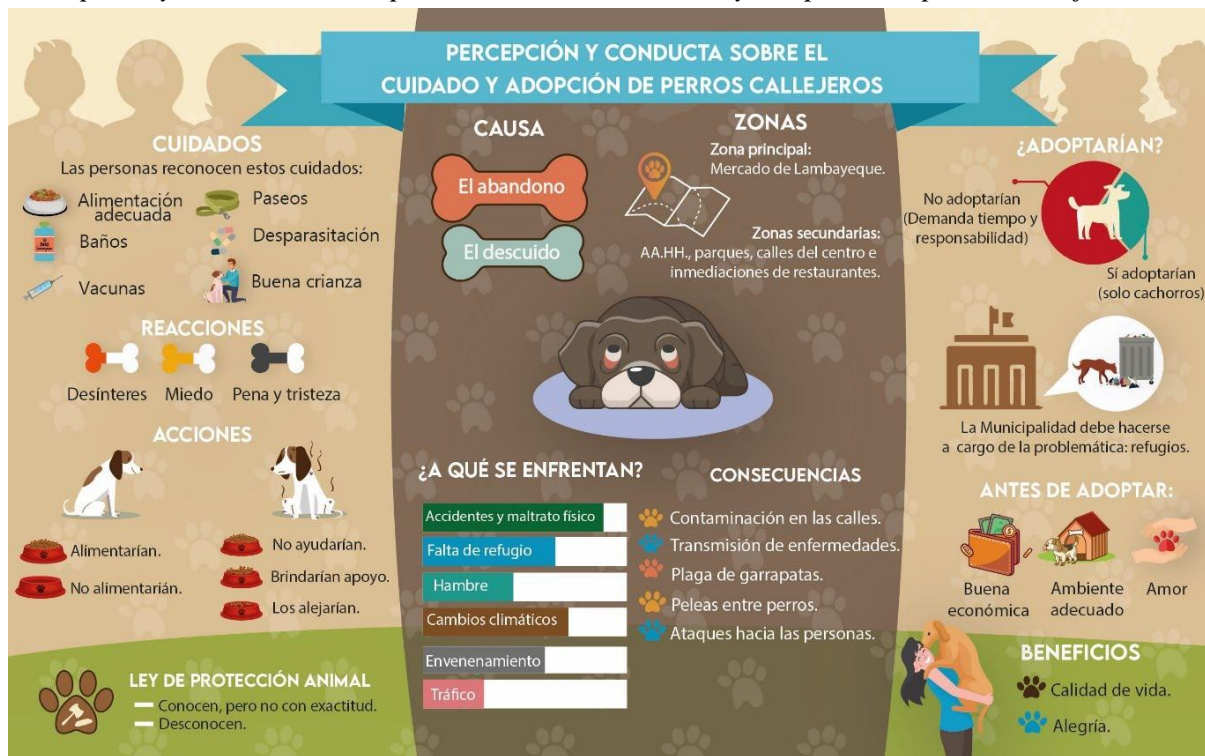 PERCEPCIÓN Y CONDUCTA SOBRE EL
CUIDADO Y ADOPCIÓN DE PERROS CALLEJEROS
CUIDADOS
Las personas reconocen estos cuidados:
Alimentación
adecuada
Paseos
Baños
Desparasitación
Vacunas
Buena crianza
REACCIONES
Desínteres
Miedo
Pena y tristeza
ACCIONES
Alimentarían.
No alimentarián.
No ayudarían.
Brindarían apoyo.
Los alejarían.
LEY DE PROTECCIÓN ANIMAL
Conocen, pero no con exactitud.
Desconocen.
CAUSA
El abandono
El descuido
ZONAS
Zona principal:
Mercado de Lambayeque.
Zonas secundarias:
AA.HH., parques, calles del centro e
inmediaciones de restaurantes.
¿A QUÉ SE ENFRENTAN?
Accidentes y maltrato físico
Falta de refugio
Hambre
Cambios climáticos
Envenenamiento
Tráfico
CONSECUENCIAS
Contaminación en las calles.
Transmisión de enfermedades.
Plaga de garrapatas.
Peleas entre perros.
Ataques hacia las personas.
¿ADOPTARÍAN?
No adoptarían
(Demanda tiempo y
responsabilidad)
Sí adoptarían
(solo cachorros)
La Municipalidad debe hacerse
a cargo de la problemática: refugios.
ANTES DE ADOPTAR:
Buena
económica
Ambiente
adecuado
Amor
BENEFICIOS
Calidad de vida.
Alegría.